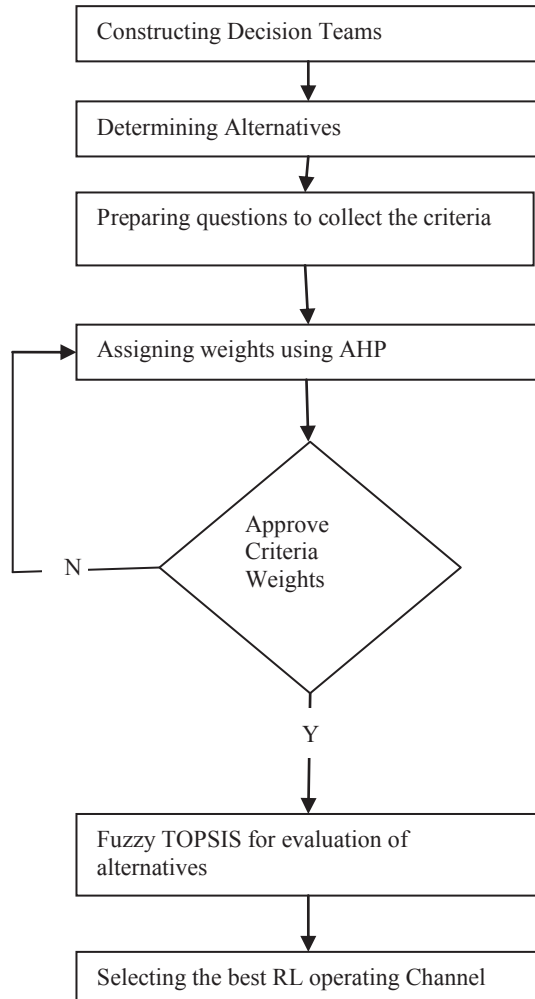 Constructing Decision Teams
Determining Alternatives
Preparing questions to collect the criteria
Assigning weights using AHP
Approve
Criteria
Weights
N
Y
Fuzzy TOPSIS for evaluation of
alternatives
Selecting the best RL operating Channel